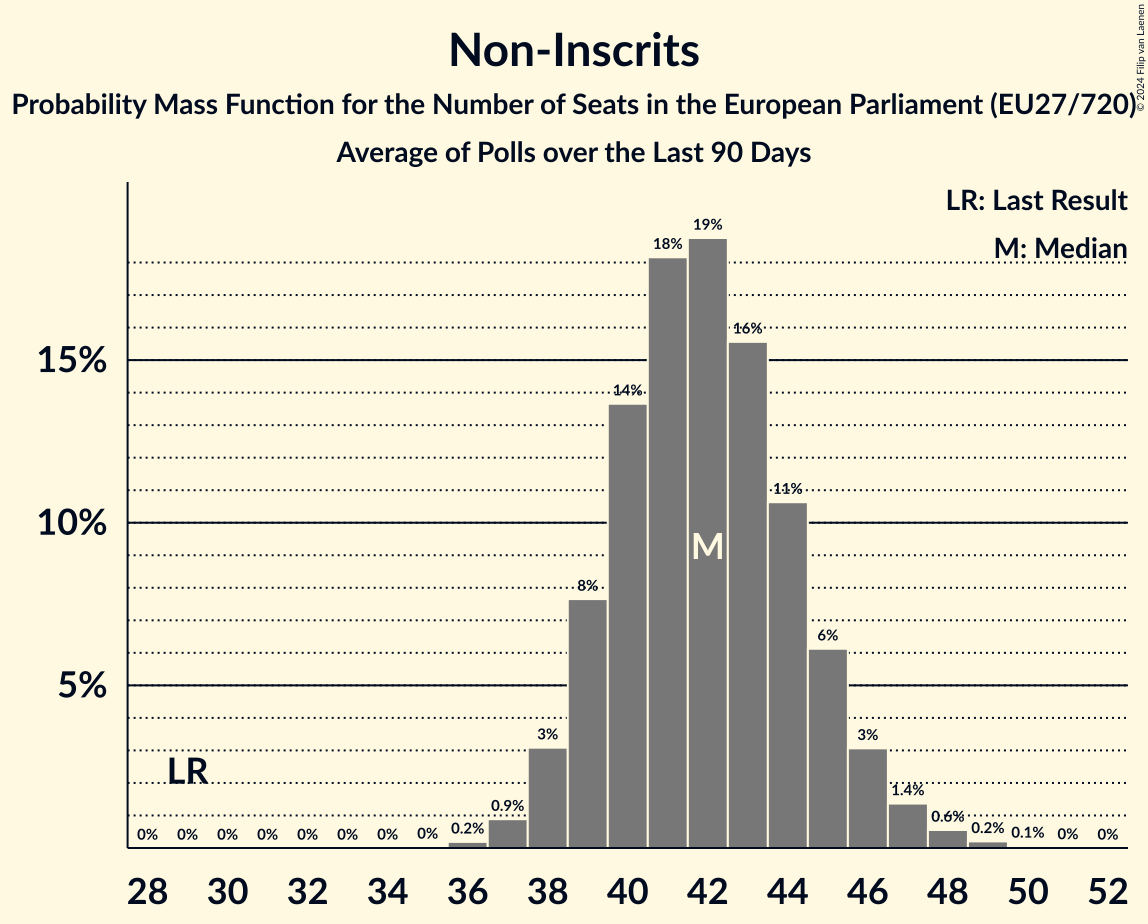 Non-Inscrits
Probability Mass Function for the Number of Seats in the European Parliament (EU27/720)
Average of Polls over the Last 90 Days
© 2024 Filip van Laenen
LR: Last Result
M: Median
15%
10%
5%
0% 0% 0% 0% 0% 0% 0% 0% 0.2% 0.9% 3% 8% 14% 18% 19% 16% 11% 6% 3% 1.4% 0.6% 0.2% 0.1% 0% 0%
LR
M
28 30 32 34 36 38 40 42 44 46 48 50 52